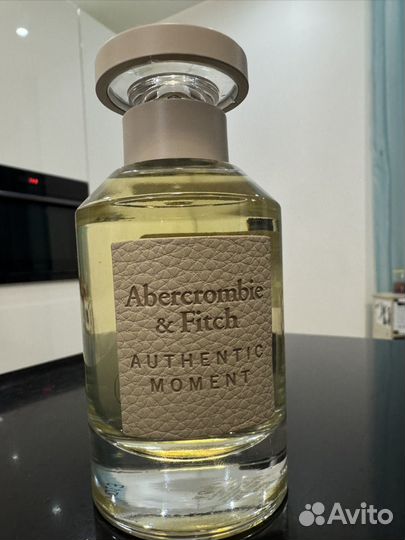 Abercrombie
& Fitch
AUTHENTIC
MOMENT
Avito